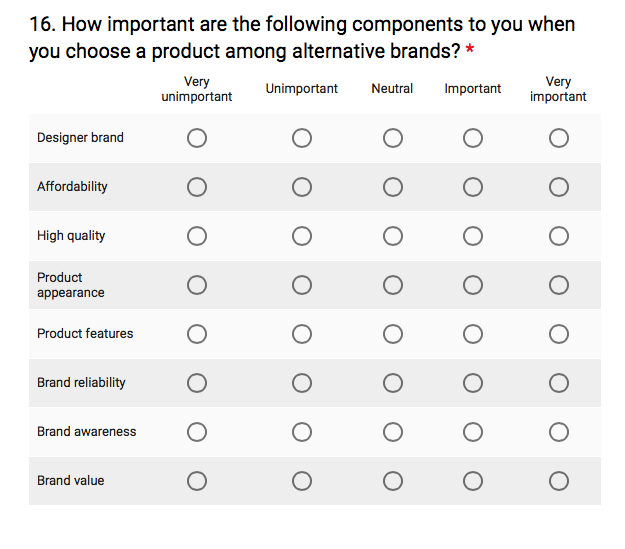 16. How important are the following components to you when
you choose a product among alternative brands? *
Very unimportant Unimportant Neutral Important Very important
Designer brand
Affordability
High quality
Product
appearance
Product features
Brand reliability
Brand awareness
Brand value